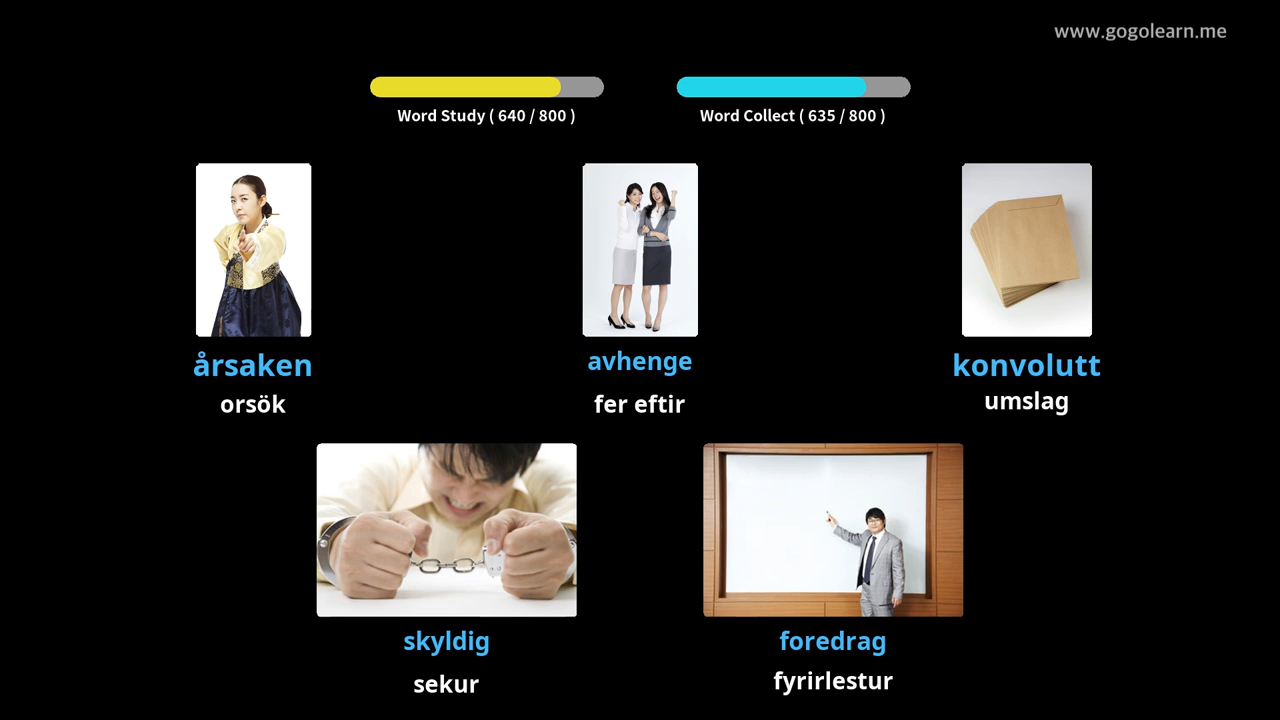 www.gogolearn.me
Word Study ( 640 / 800 )
Word Collect ( 635 / 800 )
årsaken
avhenge
konvolutt
orsök
fer eftir
umslag
skyldig
foredrag
sekur
fyrirlestur